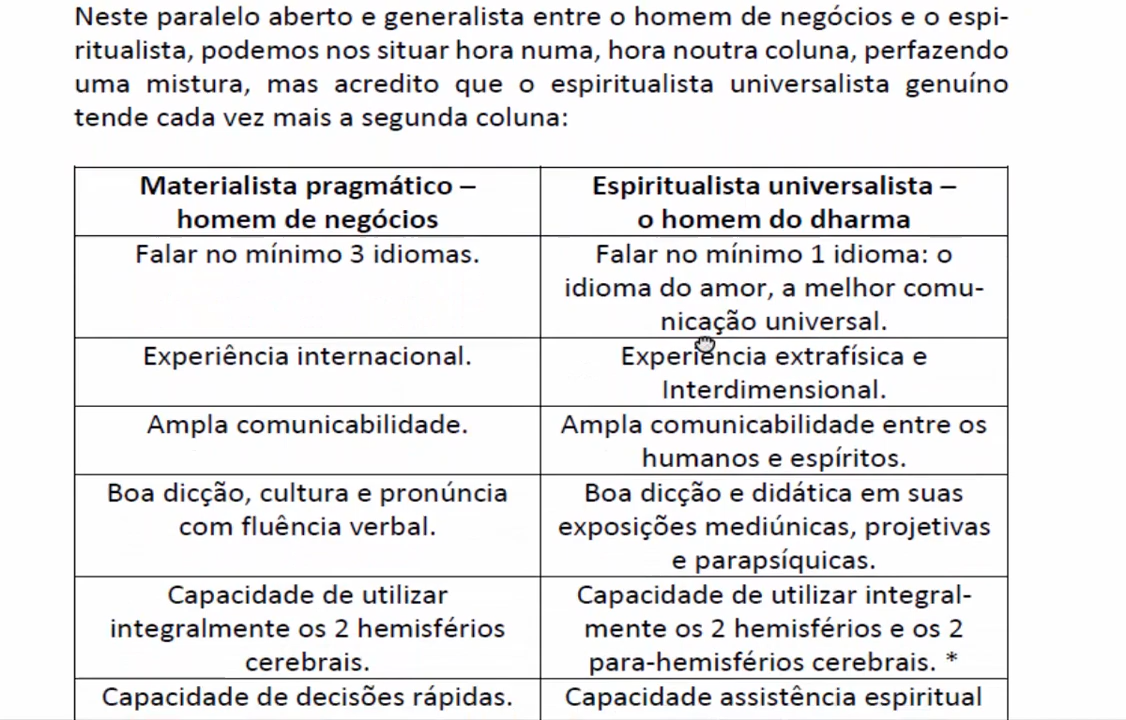 Neste paralelo aberto e generalista entre o homem de negócios e o espi-
ritualista, podemos nos situar hora numa, hora noutra coluna, perfazendo
uma mistura, mas acredito que o espiritualista universalista genuíno
tende cada vez mais a segunda coluna:
Materialista pragmático –
homem de negócios
Espiritualista universalista –
o homem do dharma
Falar no mínimo 3 idiomas.
Falar no mínimo 1 idioma: o
idioma do amor, a melhor comu-
nicação universal.
Experiência internacional.
Experiência extrafísica e
Interdimensional.
Ampla comunicabilidade.
Ampla comunicabilidade entre os
humanos e espíritos.
Boa dicção, cultura e pronúncia
com fluência verbal.
Boa dicção e didática em suas
exposições mediúnicas, projetivas
e parapsíquicas.
Capacidade de utilizar
integralmente os 2 hemisférios
cerebrais.
Capacidade de utilizar integral-
mente os 2 hemisférios e os 2
para-hemisférios cerebrais. *
Capacidade de decisões rápidas.
Capacidade assistência espiritual